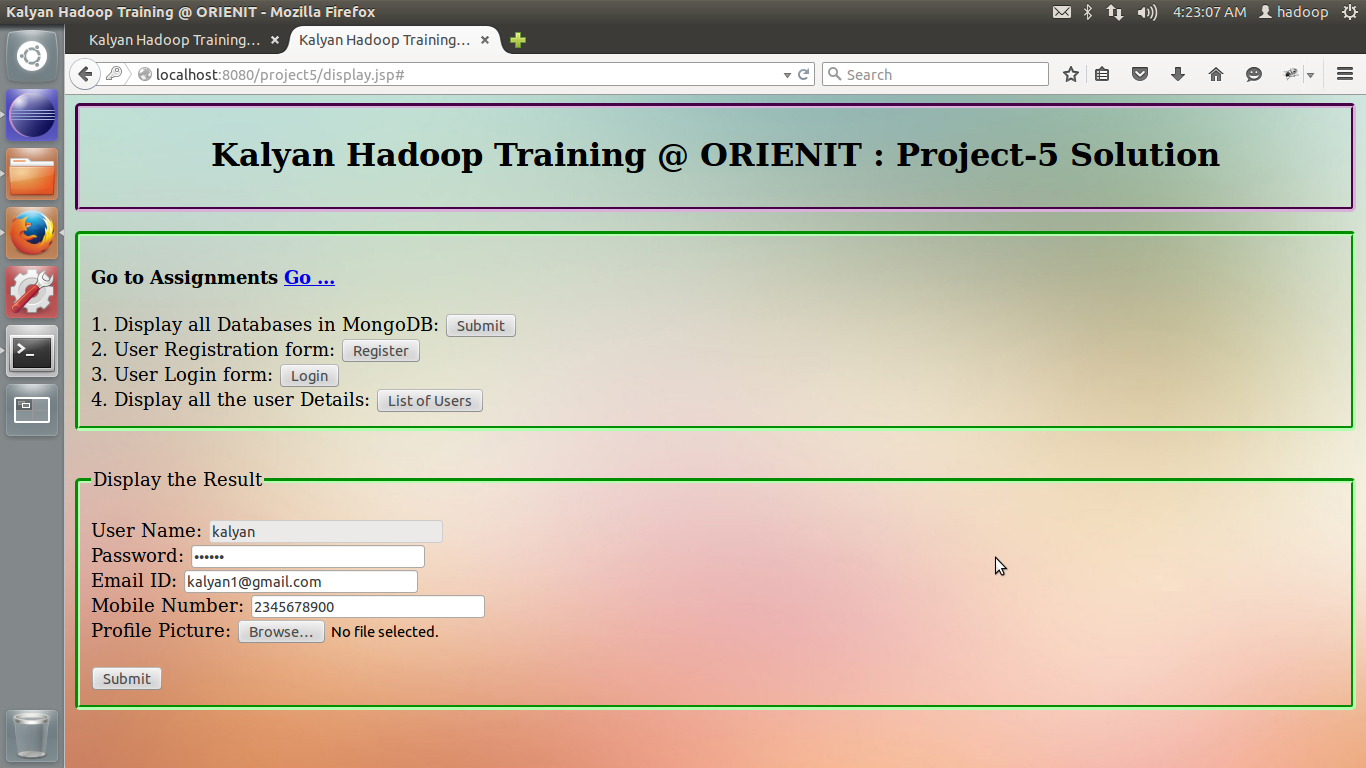 Kalyan Hadoop Training @ ORIENIT - Mozilla Firefox
4:23:07 AM hadoop
Kalyan Hadoop Training... Kalyan Hadoop Training...
localhost:8080/project5/display.jsp#
Search
Kalyan Hadoop Training @ ORIENIT : Project-5 Solution
Go to Assignments Go ...
1. Display all Databases in MongoDB: Submit
2. User Registration form: Register
3. User Login form: Login
4. Display all the user Details: List of Users
Display the Result
User Name: kalyan
Password: ••••••
Email ID: kalyan1@gmail.com
Mobile Number: 2345678900
Profile Picture: Browse... No file selected.
Submit